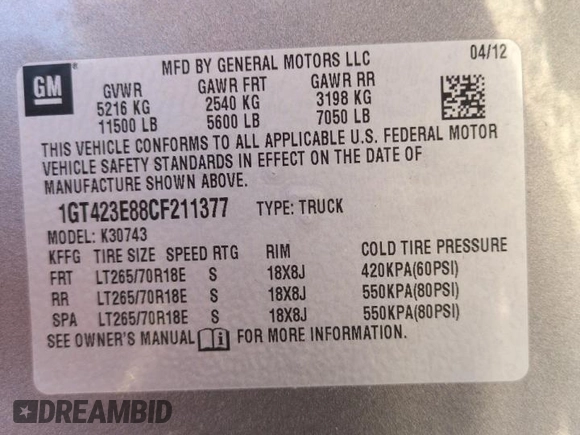 GM
MFD BY GENERAL MOTORS LLC 04/12
GVWR GAWR FRT GAWR RR
5216 KG 2540 KG 3198 KG
11500 LB 5600 LB 7050 LB
THIS VEHICLE CONFORMS TO ALL APPLICABLE U.S. FEDERAL MOTOR
VEHICLE SAFETY STANDARDS IN EFFECT ON THE DATE OF
MANUFACTURE SHOWN ABOVE.
1GT423E88CF211377 TYPE: TRUCK
MODEL: K30743
KFFG TIRE SIZE SPEED RTG RIM COLD TIRE PRESSURE
FRT LT265/70R18E S 18X8J 420KPA(60PSI)
RR LT265/70R18E S 18X8J 550KPA(80PSI)
SPA LT265/70R18E S 18X8J 550KPA(80PSI)
SEE OWNER'S MANUAL FOR MORE INFORMATION.
DREAMBID